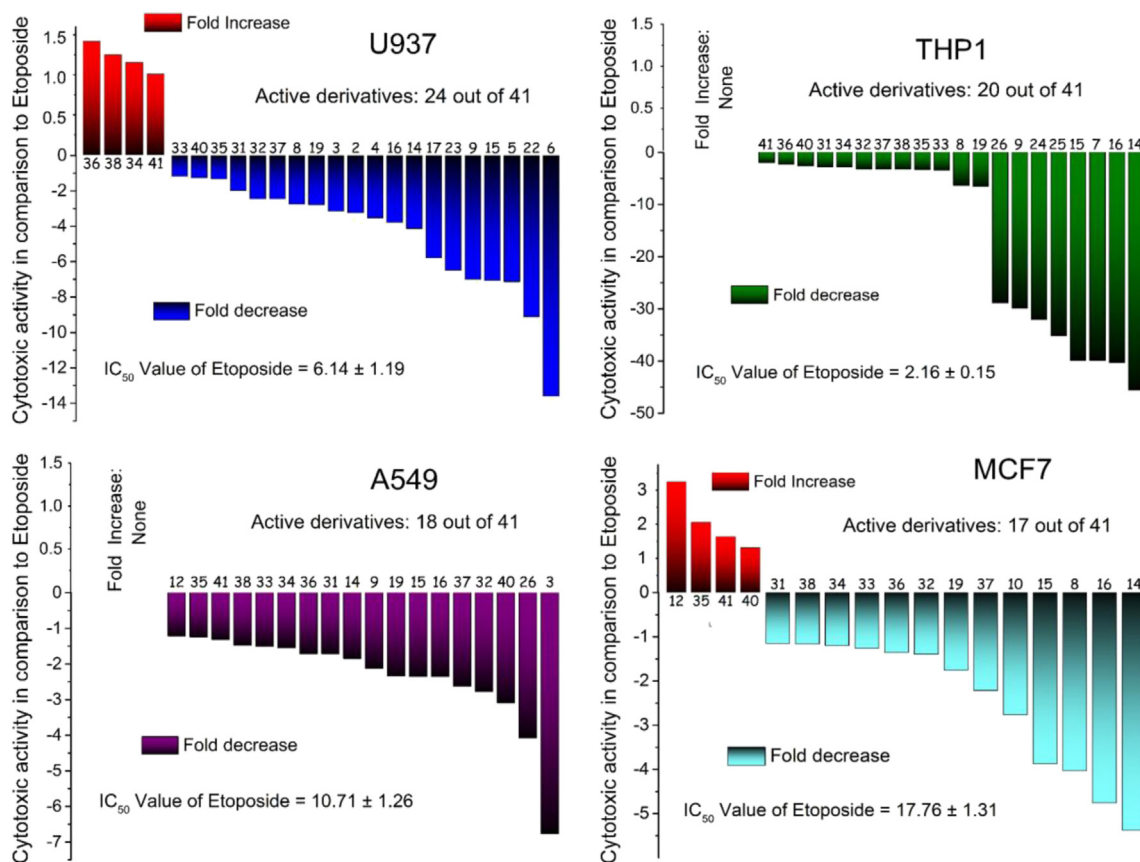 Cytotoxic activity in comparison to Etoposide
1.5
1.0
0.5
0
-2
-4
-6
-8
-10
-12
-14
Fold Increase
U937
Active derivatives: 24 out of 41
36 38 34 41
33 40 35 31 32 37 8 19 3 2 4 16 14 17 23 9 15 5 22 6
Fold decrease
IC50 Value of Etoposide = 6.14 ± 1.19
Cytotoxic activity in comparison to Etoposide
1.5
1.0
0.5
0
-10
-20
-30
-40
-50
Fold Increase:
None
THP1
Active derivatives: 20 out of 41
41 36 40 31 34 32 37 38 35 33 8 19 26 9 24 25 15 7 16 14
Fold decrease
IC50 Value of Etoposide = 2.16 ± 0.15
Cytotoxic activity in comparison to Etoposide
1.5
1.0
0.5
0
-1
-2
-3
-4
-5
-6
-7
Fold Increase:
None
A549
Active derivatives: 18 out of 41
12 35 41 38 33 34 36 31 14 9 19 15 16 37 32 40 26 3
Fold decrease
IC50 Value of Etoposide = 10.71 ± 1.26
Cytotoxic activity in comparison to Etoposide
3
2
1
0
-1
-2
-3
-4
-5
MCF7
Fold Increase
Active derivatives: 17 out of 41
12 35 41 40
31 38 34 33 36 32 19 37 10 15 8 16 14
Fold decrease
IC50 Value of Etoposide = 17.76 ± 1.31